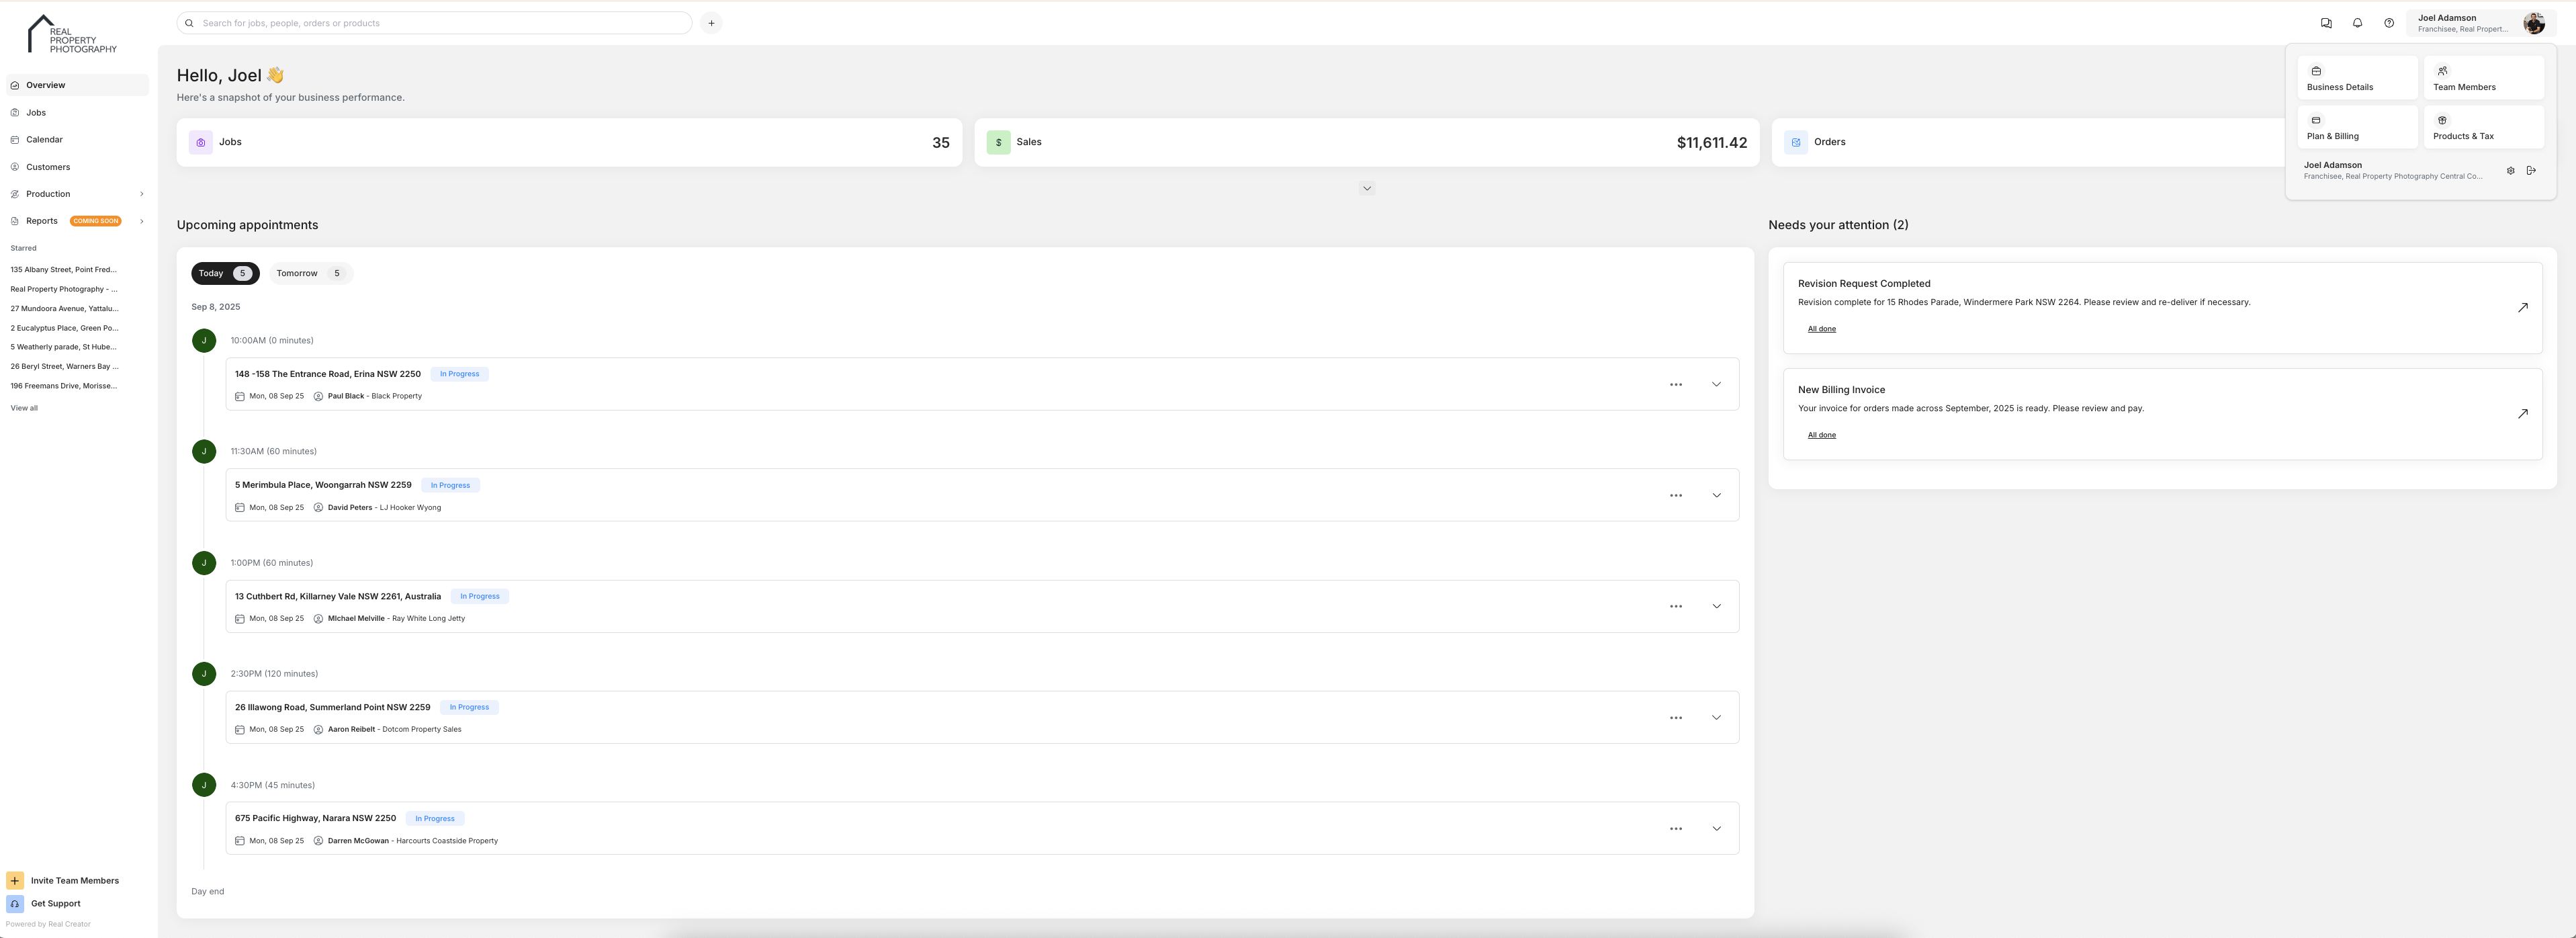 REAL
PROPERTY
PHOTOGRAPHY
Search for jobs, people, orders or products
Joel Adamson
Franchisee, Real Propert...
Overview
Jobs
Calendar
Customers
Production
Reports COMING SOON
Starred
135 Albany Street, Point Fred...
Real Property Photography - ...
27 Mundoora Avenue, Yattalu...
2 Eucalyptus Place, Green Po...
5 Weatherly parade, St Hube...
26 Beryl Street, Warners Bay ...
196 Freemans Drive, Morisse...
View all
Invite Team Members
Get Support
Powered by Real Creator
Hello, Joel 👋
Here's a snapshot of your business performance.
Jobs 35
Sales $11,611.42
Orders
Business Details
Team Members
Plan & Billing
Products & Tax
Joel Adamson
Franchisee, Real Property Photography Central Co...
Upcoming appointments
Today 5 Tomorrow 5
Sep 8, 2025
J 10:00AM (0 minutes)
148 -158 The Entrance Road, Erina NSW 2250 In Progress
Mon, 08 Sep 25 Paul Black - Black Property
J 11:30AM (60 minutes)
5 Merimbula Place, Woongarrah NSW 2259 In Progress
Mon, 08 Sep 25 David Peters - LJ Hooker Wyong
J 1:00PM (60 minutes)
13 Cuthbert Rd, Killarney Vale NSW 2261, Australia In Progress
Mon, 08 Sep 25 MIchael Melville - Ray White Long Jetty
J 2:30PM (120 minutes)
26 Illawong Road, Summerland Point NSW 2259 In Progress
Mon, 08 Sep 25 Aaron Reibelt - Dotcom Property Sales
J 4:30PM (45 minutes)
675 Pacific Highway, Narara NSW 2250 In Progress
Mon, 08 Sep 25 Darren McGowan - Harcourts Coastside Property
Day end
Needs your attention (2)
Revision Request Completed
Revision complete for 15 Rhodes Parade, Windermere Park NSW 2264. Please review and re-deliver if necessary.
All done
New Billing Invoice
Your invoice for orders made across September, 2025 is ready. Please review and pay.
All done